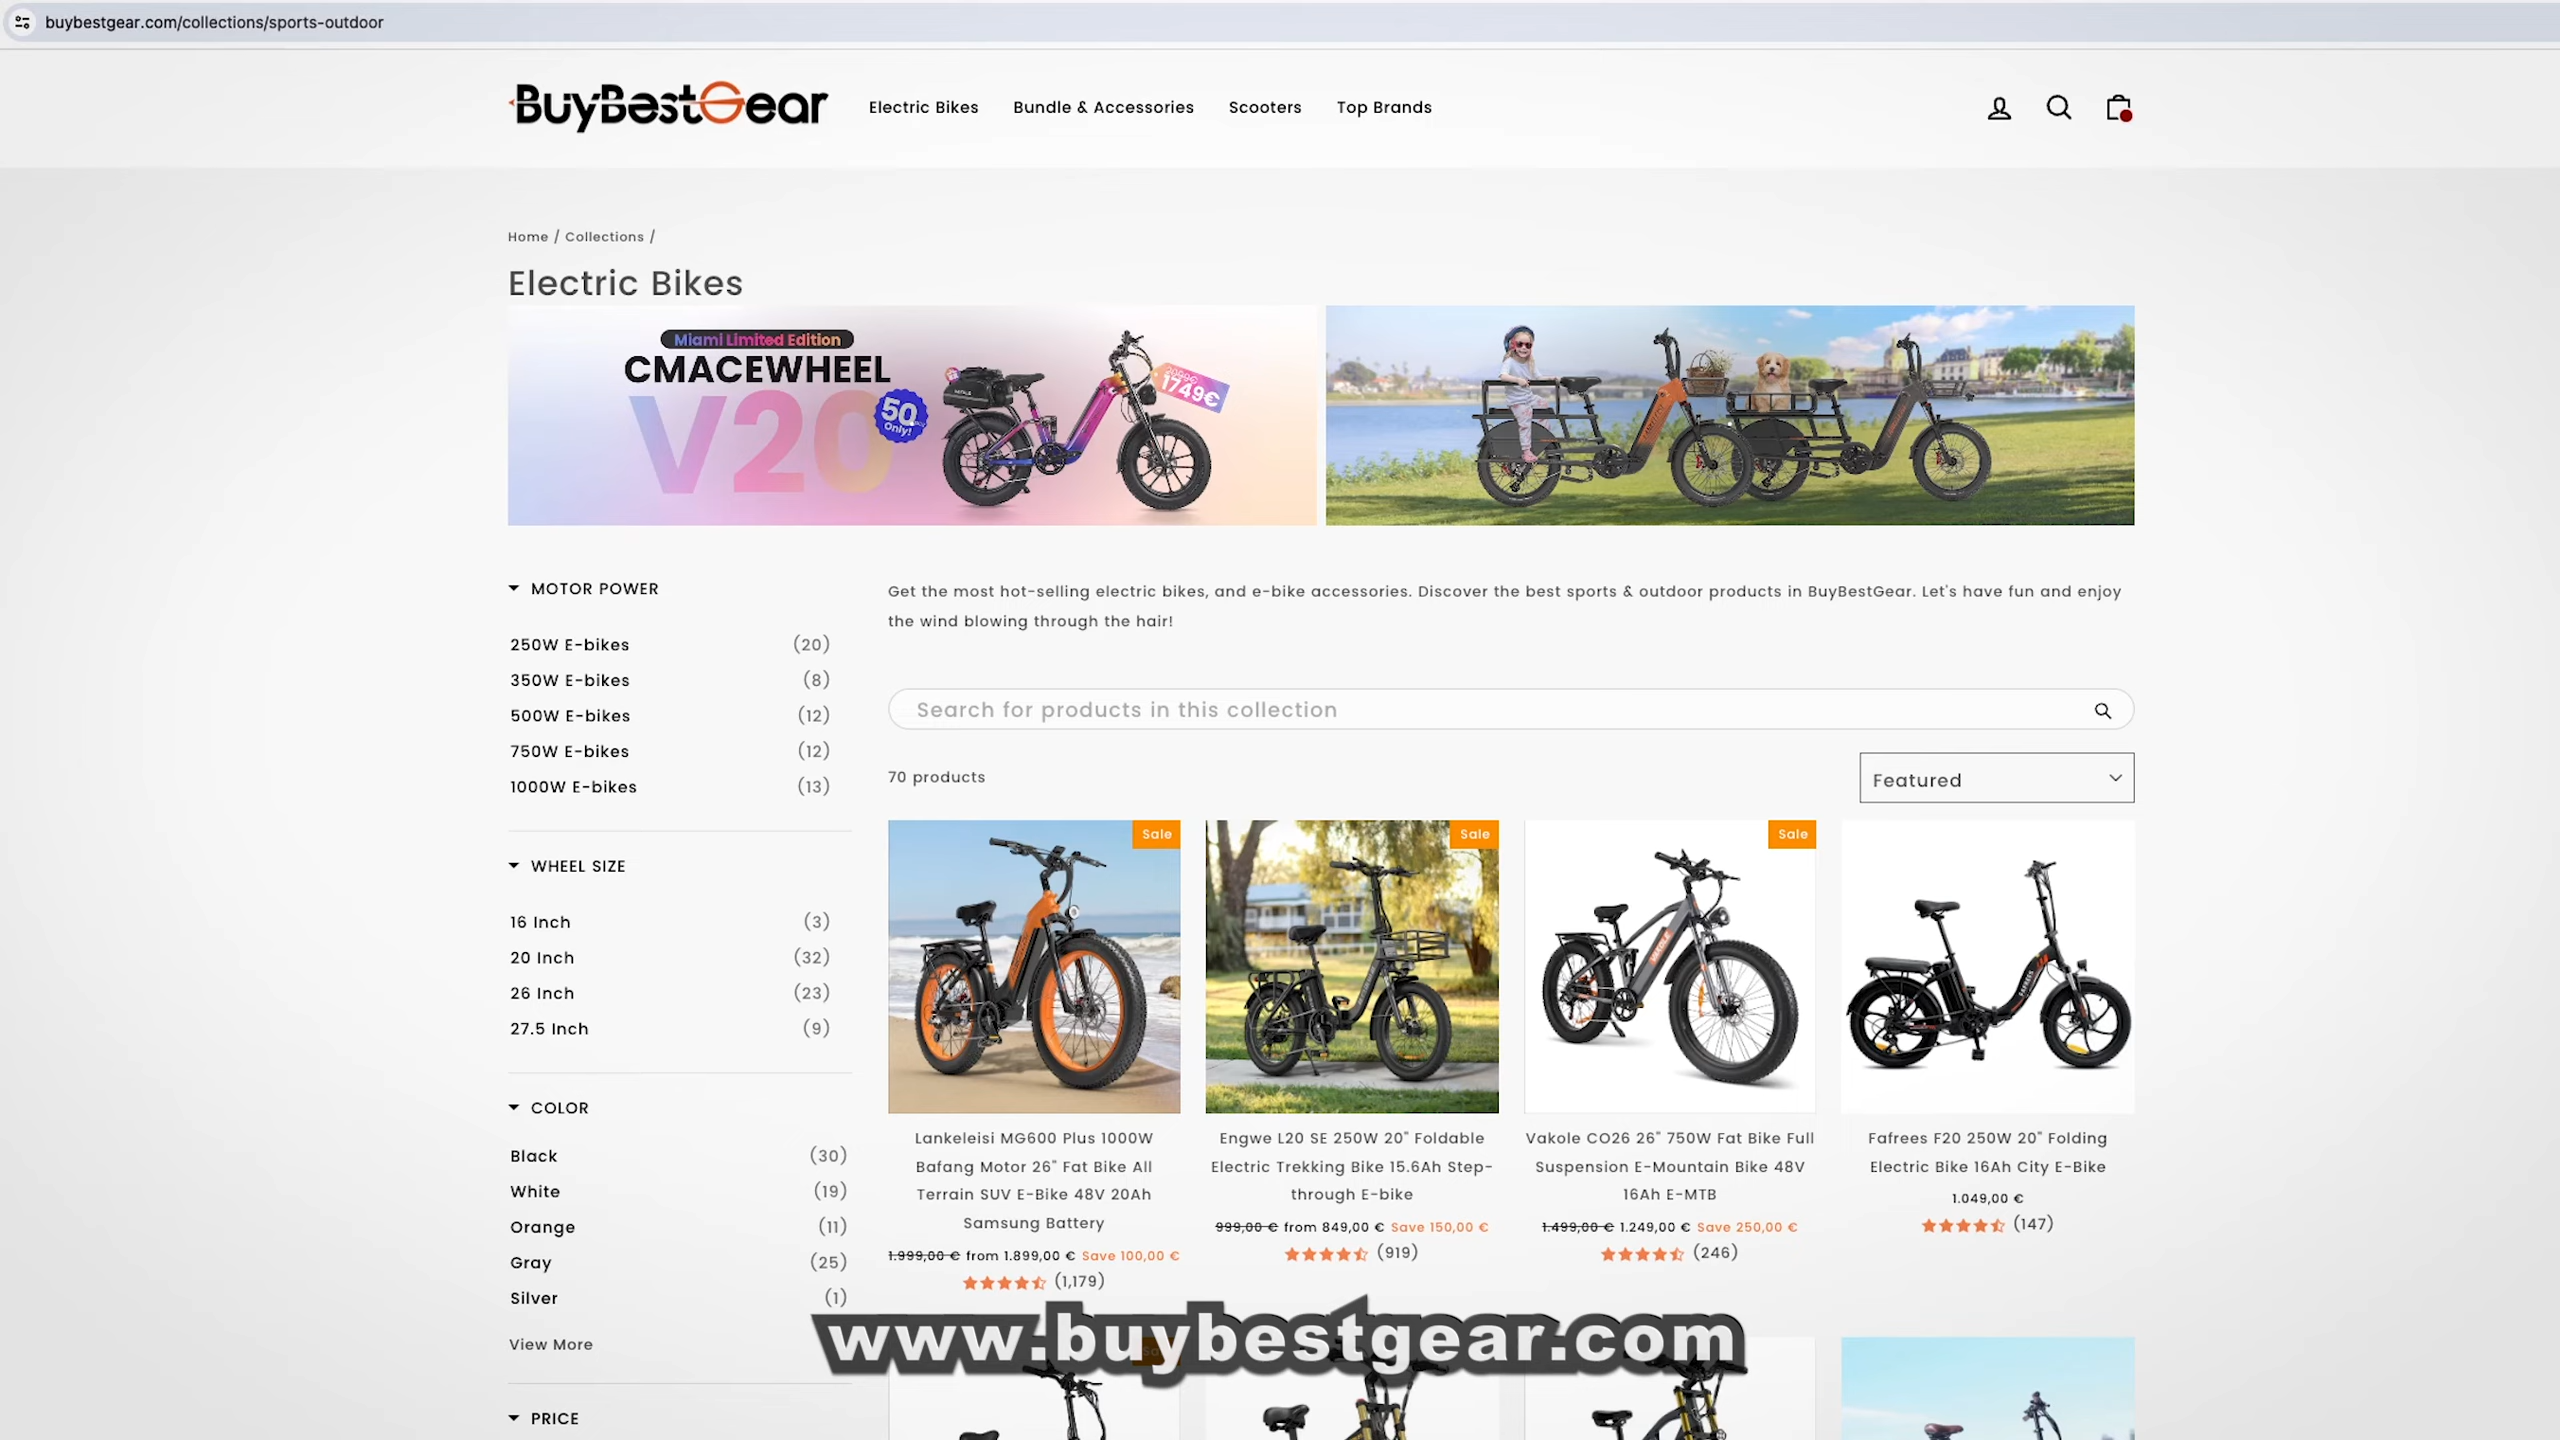 buybestgear.com/collections/sports-outdoor
BuyBestGear
Electric Bikes
Bundle & Accessories
Scooters
Top Brands
Home / Collections /
Electric Bikes
Miami Limited Edition
CMACEWHEEL
V20
50
Only!
2099€
1749€
MOTOR POWER
250W E-bikes (20)
350W E-bikes (8)
500W E-bikes (12)
750W E-bikes (12)
1000W E-bikes (13)
WHEEL SIZE
16 Inch (3)
20 Inch (32)
26 Inch (23)
27.5 Inch (9)
COLOR
Black (30)
White (19)
Orange (11)
Gray (25)
Silver (1)
View More
PRICE
Get the most hot-selling electric bikes, and e-bike accessories. Discover the best sports & outdoor products in BuyBestGear. Let's have fun and enjoy
the wind blowing through the hair!
Search for products in this collection
70 products
Featured
Sale
Lankeleisi MG600 Plus 1000W
Bafang Motor 26" Fat Bike All
Terrain SUV E-Bike 48V 20Ah
Samsung Battery
1.999,00 € from 1.899,00 € Save 100,00 €
(1,179)
Sale
Engwe L20 SE 250W 20" Foldable
Electric Trekking Bike 15.6Ah Step-
through E-bike
999,00 € from 849,00 € Save 150,00 €
(919)
Sale
VAKOLE
Vakole CO26 26" 750W Fat Bike Full
Suspension E-Mountain Bike 48V
16Ah E-MTB
1.499,00 € 1.249,00 € Save 250,00 €
(246)
FAFREES
Fafrees F20 250W 20" Folding
Electric Bike 16Ah City E-Bike
1.049,00 €
(147)
www.buybestgear.com